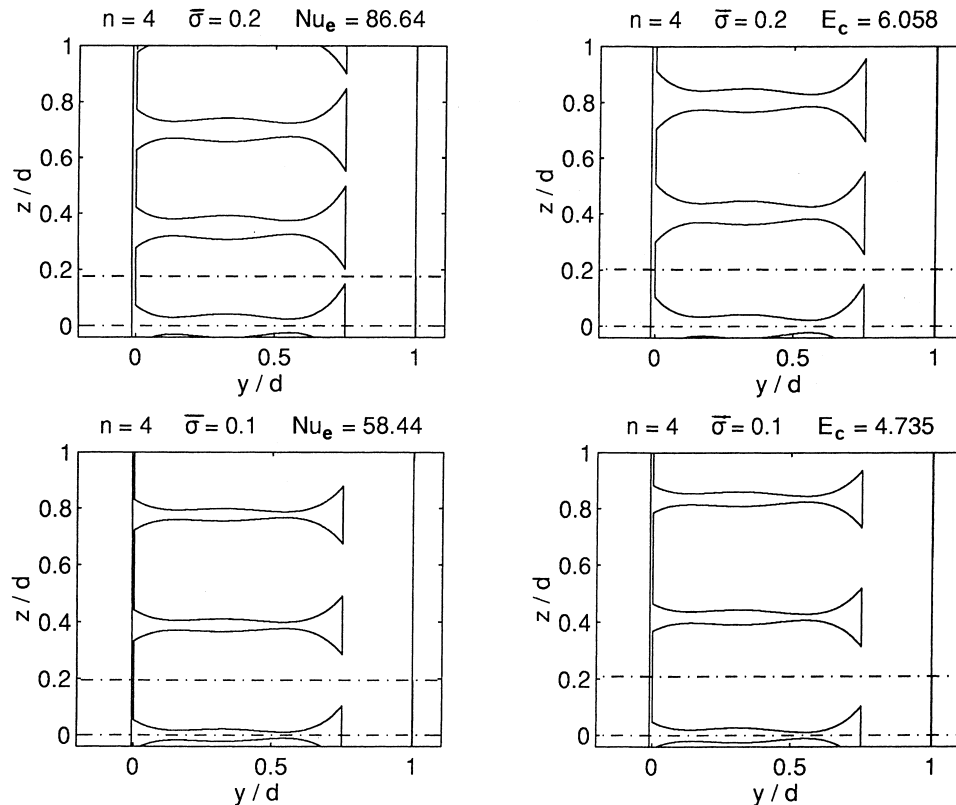 n = 4 σ̅ = 0.2 Nuₑ = 86.64
1
0.8
0.6
0.4
0.2
0
z / d
0 0.5 1
y / d
n = 4 σ̅ = 0.2 E_c = 6.058
1
0.8
0.6
0.4
0.2
0
z / d
0 0.5 1
y / d
n = 4 σ̅ = 0.1 Nuₑ = 58.44
1
0.8
0.6
0.4
0.2
0
z / d
0 0.5 1
y / d
n = 4 σ̅ = 0.1 E_c = 4.735
1
0.8
0.6
0.4
0.2
0
z / d
0 0.5 1
y / d